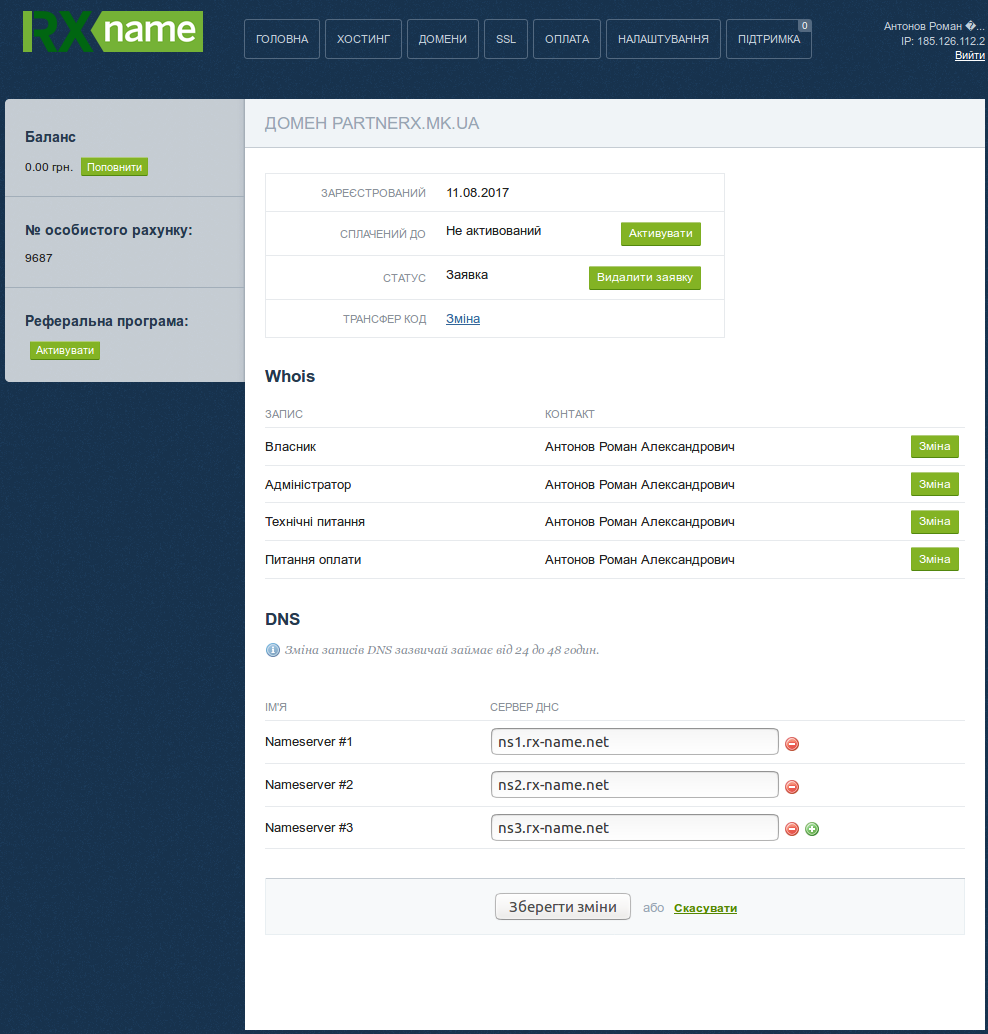 RX name
ГОЛОВНА
ХОСТИНГ
ДОМЕНИ
SSL
ОПЛАТА
НАЛАШТУВАННЯ
ПІДТРИМКА
0
Антонов Роман �...
IP: 185.126.112.2
Вийти
Баланс
0.00 грн. Поповнити
№ особистого рахунку:
9687
Реферальна програма:
Активувати
ДОМЕН PARTNERX.MK.UA
ЗАРЕЄСТРОВАНИЙ 11.08.2017
СПЛАЧЕНИЙ ДО Не активований Активувати
СТАТУС Заявка Видалити заявку
ТРАНСФЕР КОД Зміна
Whois
ЗАПИС КОНТАКТ
Власник Антонов Роман Александрович Зміна
Адміністратор Антонов Роман Александрович Зміна
Технічні питання Антонов Роман Александрович Зміна
Питання оплати Антонов Роман Александрович Зміна
DNS
Зміна записів DNS зазвичай займає від 24 до 48 годин.
ІМ'Я СЕРВЕР ДНС
Nameserver #1 ns1.rx-name.net
Nameserver #2 ns2.rx-name.net
Nameserver #3 ns3.rx-name.net
Зберегти зміни або Скасувати